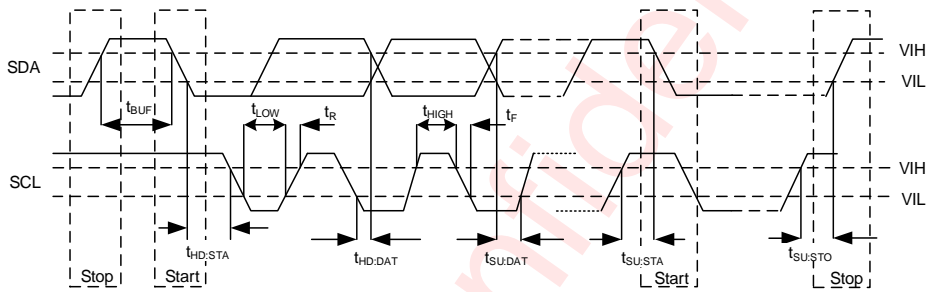 SDA
VIH
VIL
tBUF
tLOW
tR
tHIGH
tF
SCL
VIH
VIL
tHD:STA
tHD:DAT
tSU:DAT
tSU:STA
tSU:STO
Stop
Start
Start
Stop